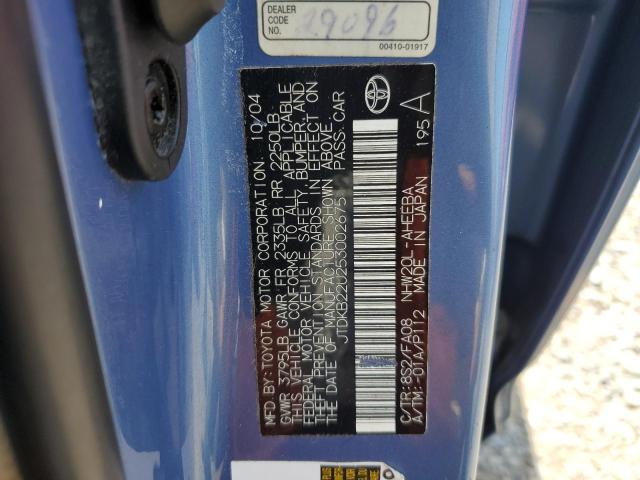 DEALER
CODE
NO.
29096
00410-01917
MFD.BY:TOYOTA MOTOR CORPORATION 10/04
GVWR 3795LB GAWR FR 2335LB RR 2250LB
THIS VEHICLE CONFORMS TO ALL APPLICABLE
FEDERAL MOTOR VEHICLE SAFETY, BUMPER, AND
THEFT PREVENTION STANDARDS IN EFFECT ON
THE DATE OF MANUFACTURE SHOWN ABOVE.
JTDKB22U253002675 PASS.CAR
C/TR:8S2/FA08 NHW20L-AHEEBA
A/TM:-01A/P112 MADE IN JAPAN 195 A